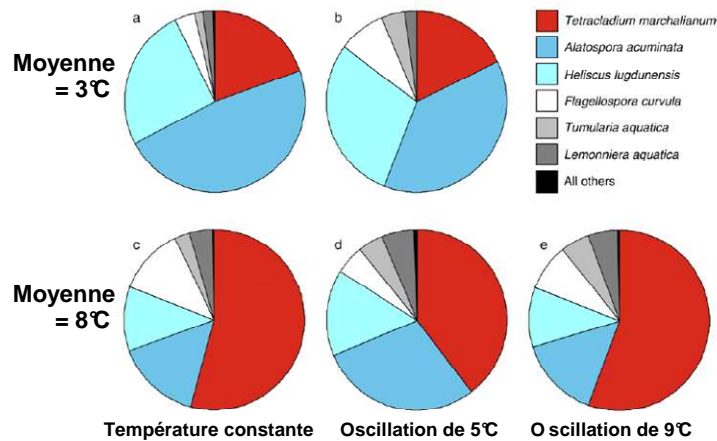 Moyenne
= 3°C
a
b
Tetracladium marchalianum
Alatospora acuminata
Heliscus lugdunensis
Flagellospora curvula
Tumularia aquatica
Lemonniera aquatica
All others
Moyenne
= 8°C
c
d
e
Température constante
Oscillation de 5°C
O scillation de 9°C